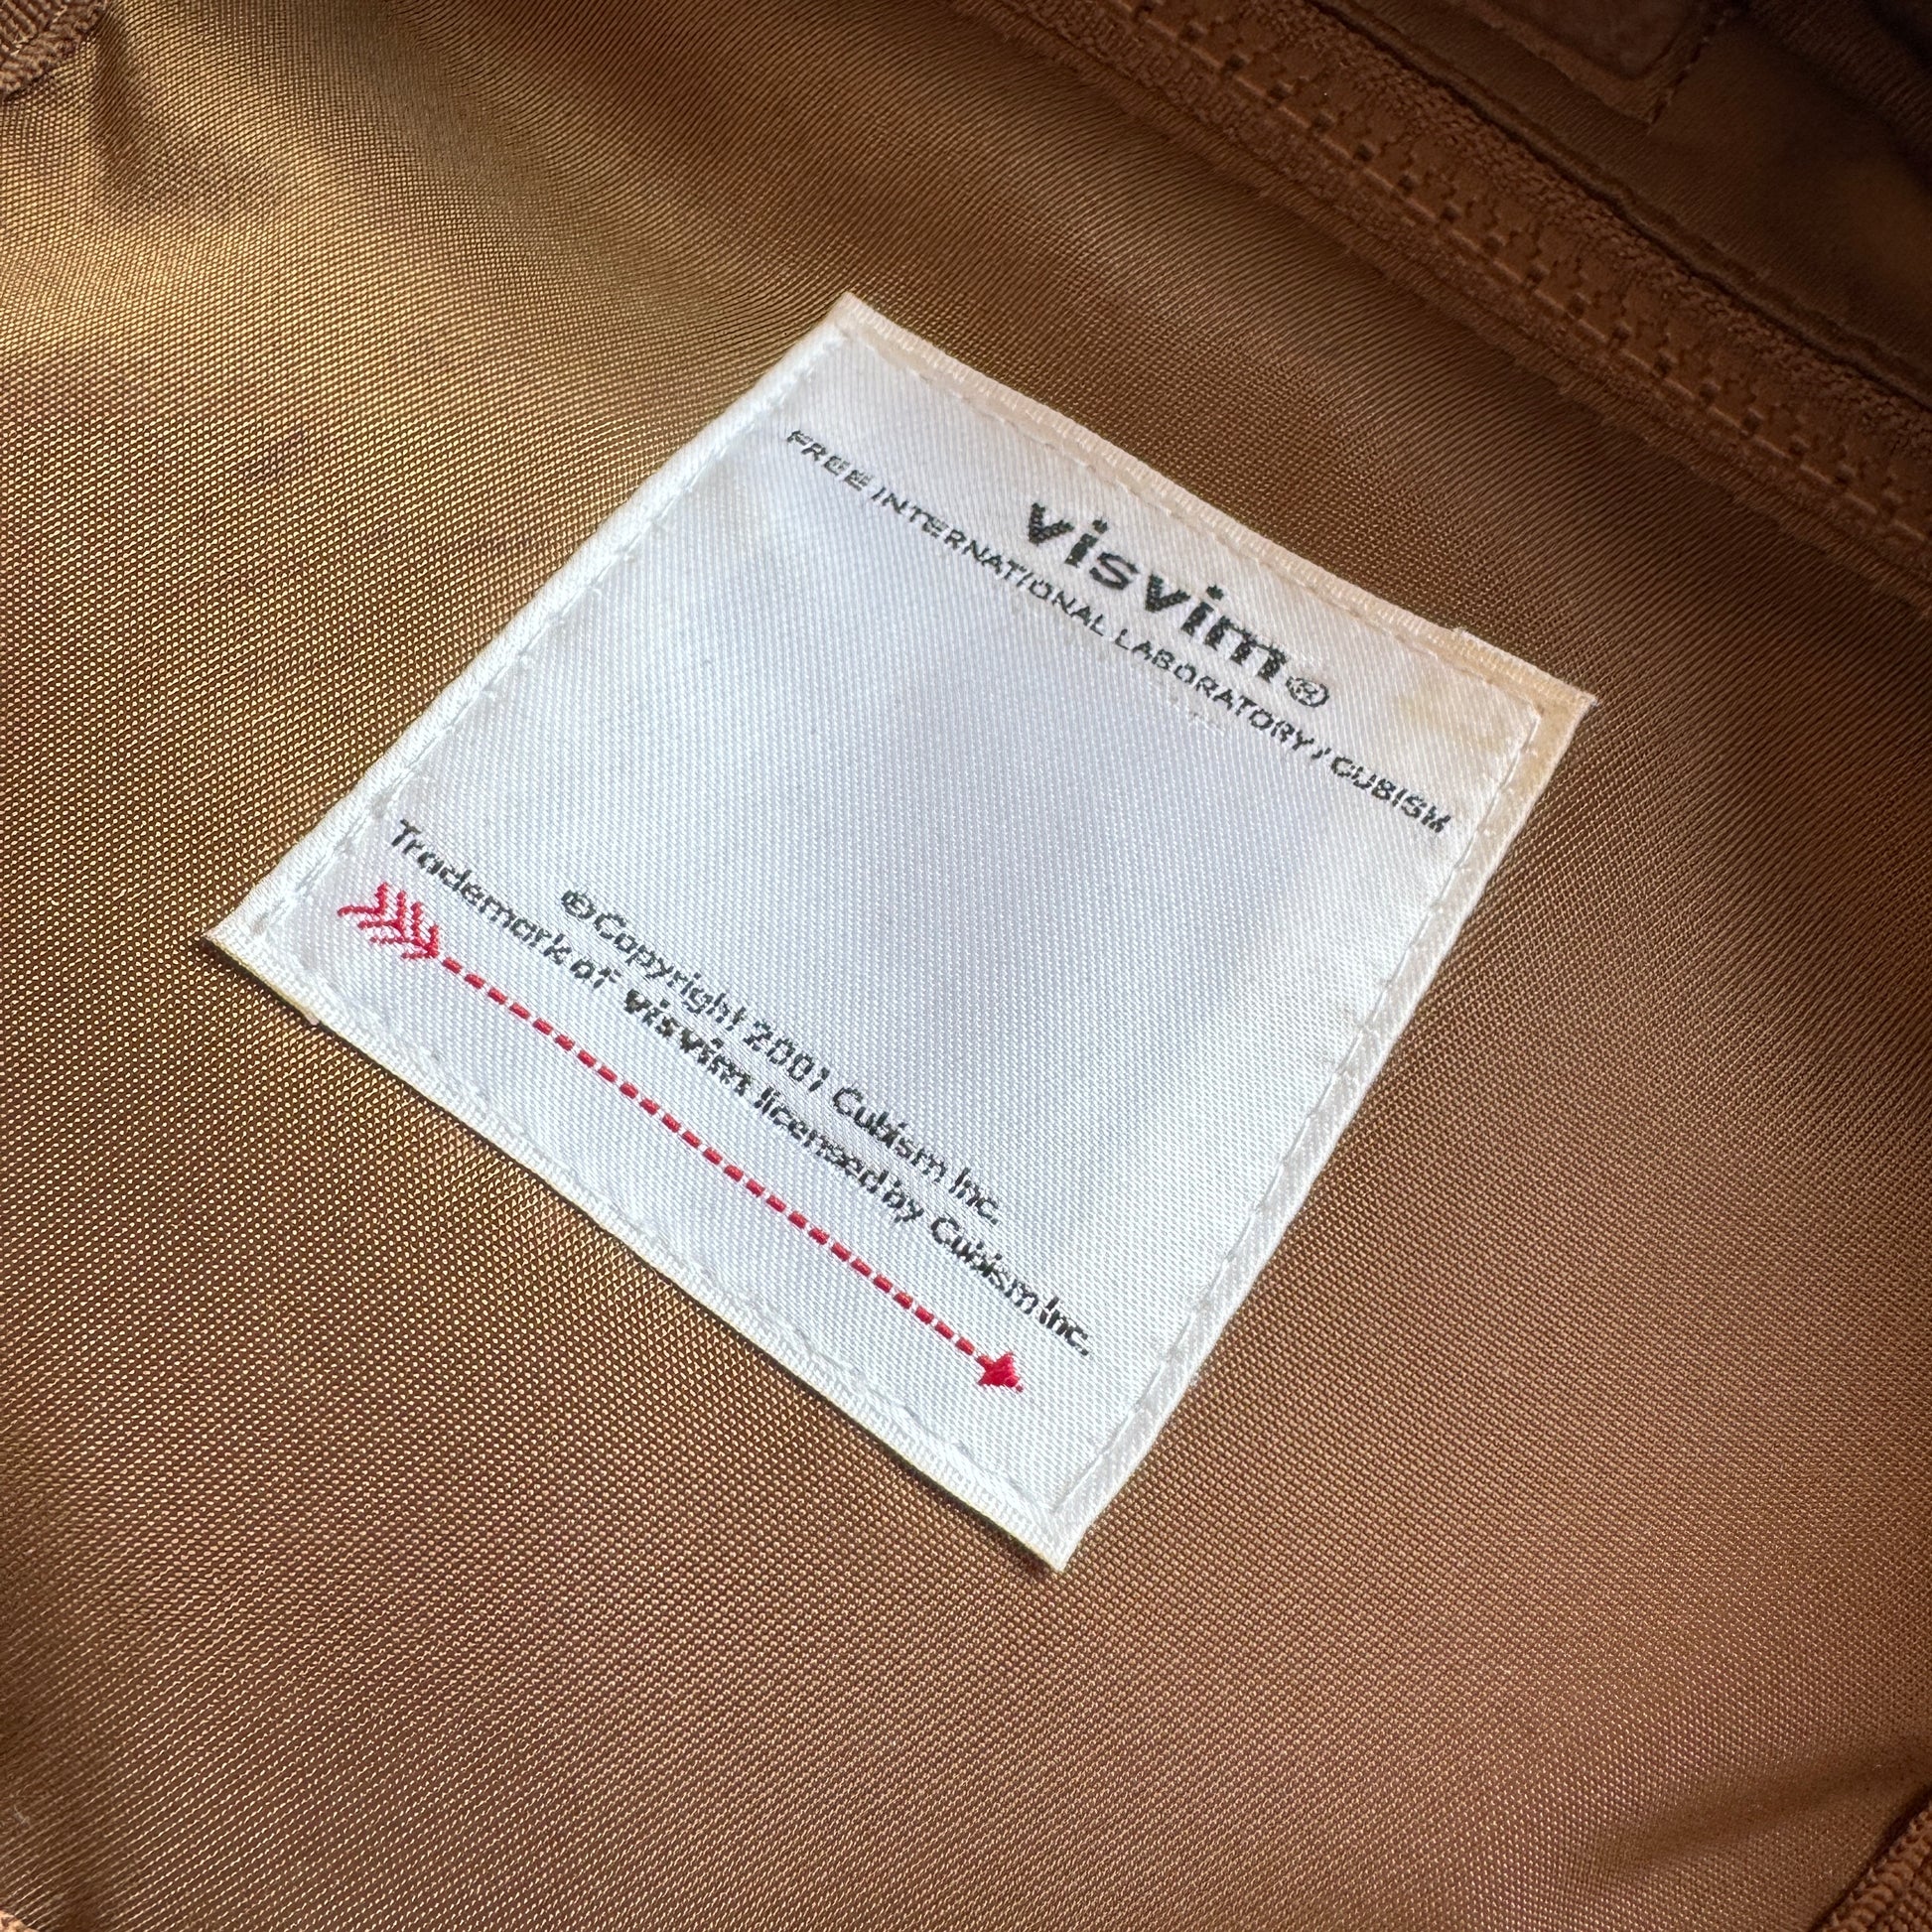 visvim®
FREE INTERNATIONAL LABORATORY / CUBISM
©Copyright 2001 Cubism Inc.
Trademark of visvim licensed by Cubism Inc.